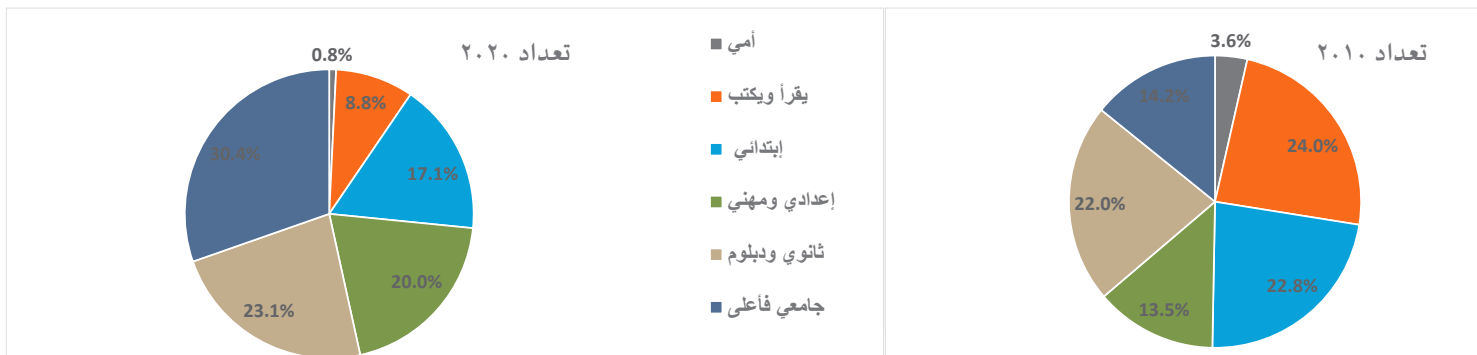 تعداد ٢٠١٠
3.6%
24.0%
22.8%
13.5%
22.0%
14.2%
أمي
يقرأ ويكتب
إبتدائي
إعدادي ومهني
ثانوي ودبلوم
جامعي فأعلى
تعداد ٢٠٢٠
0.8%
8.8%
17.1%
20.0%
23.1%
30.4%